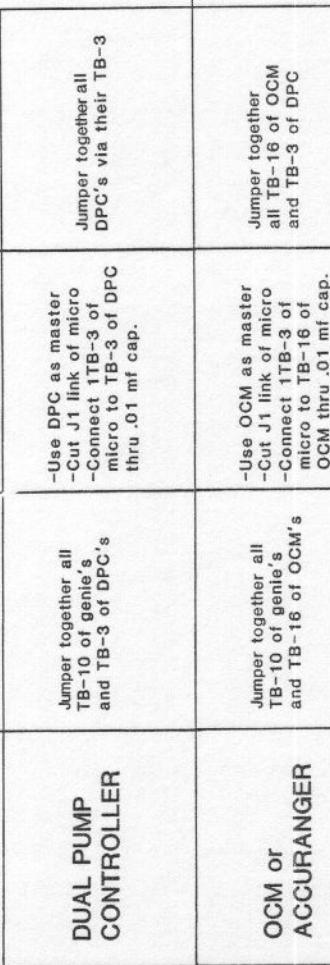 DUAL PUMP
CONTROLLER
Jumper together all
TB-10 of genie's
and TB-3 of DPC's
-Use DPC as master
-Cut J1 link of micro
-Connect 1TB-3 of
micro to TB-3 of DPC
thru .01 mf cap.
Jumper together all
DPC's via their TB-3
OCM or
ACCURANGER
Jumper together all
TB-10 of genie's
and TB-16 of OCM's
-Use OCM as master
-Cut J1 link of micro
-Connect 1TB-3 of
micro to TB-16 of
OCM thru .01 mf cap.
Jumper together
all TB-16 of OCM
and TB-3 of DPC